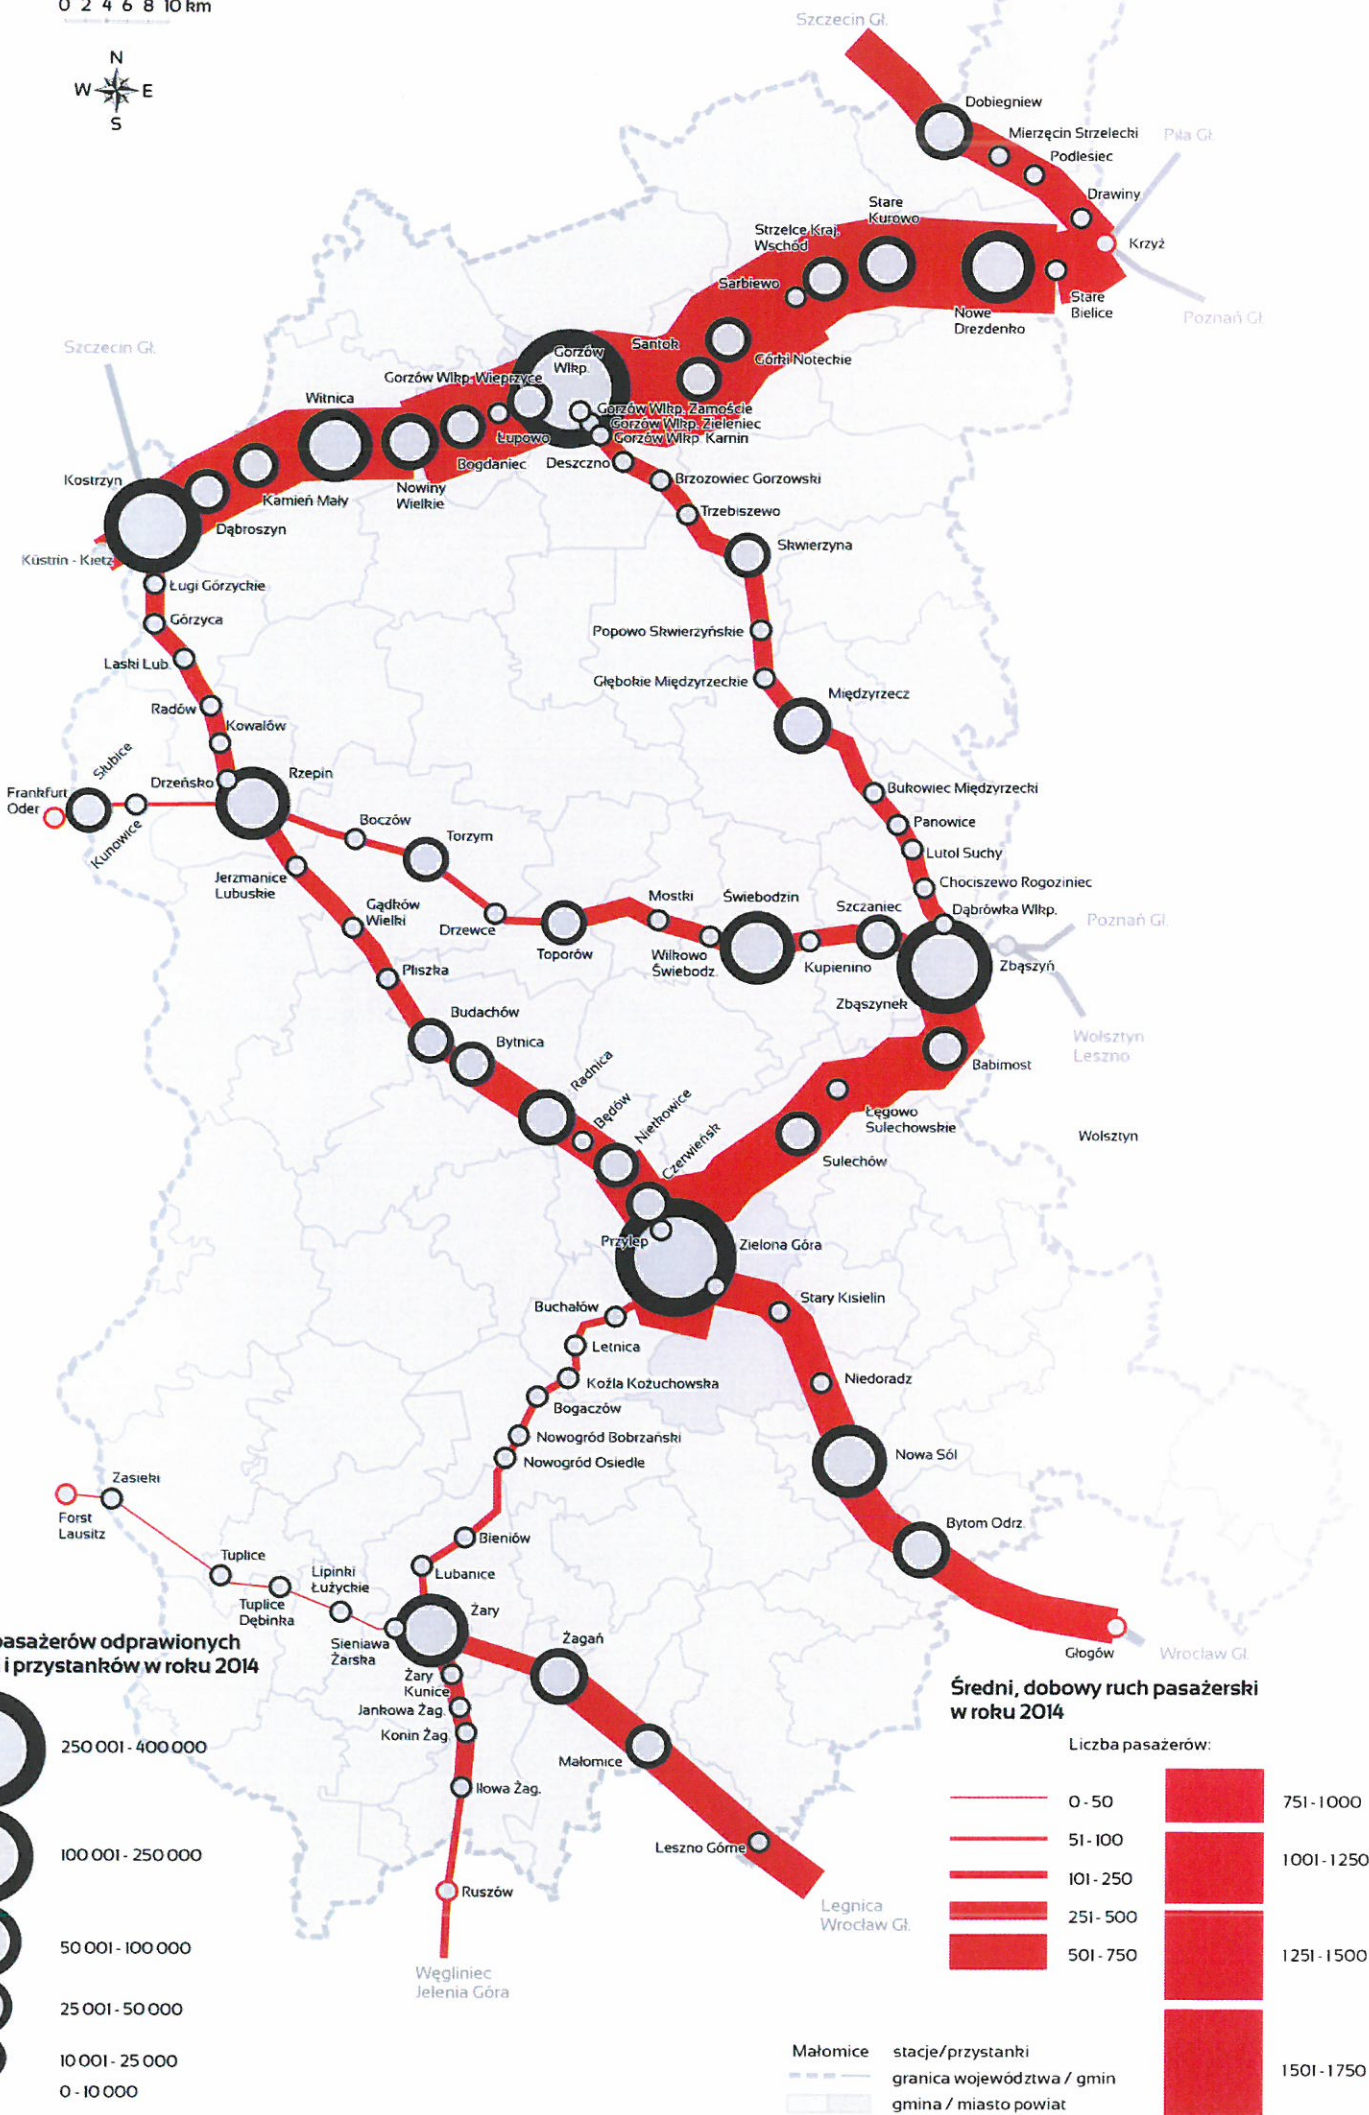 0 2 4 6 8 10 km
N
W E
S
Szczecin Gł.
Dobiegniew
Mierzęcin Strzelecki
Podlesiec
Piła Gł.
Drawiny
Krzyż
Stare
Kurowo
Strzelce Kraj.
Wschód
Sarbiewo
Stare
Bielice
Nowe
Drezdenko
Poznań Gł.
Szczecin Gł.
Santok
Górki Noteckie
Gorzów
Wlkp.
Gorzów Wlkp. Wieprzyce
Gorzów Wlkp. Zamoście
Gorzów Wlkp. Zieleniec
Gorzów Wlkp. Karnin
Witnica
Łupowo
Bogdaniec
Deszczno
Brzozowiec Gorzowski
Kostrzyn
Kamień Mały
Nowiny
Wielkie
Trzebiszewo
Dąbroszyn
Skwierzyna
Küstrin - Kietz
Ługi Górzyckie
Górzyca
Popowo Skwierzyńskie
Laski Lub.
Głębokie Międzyrzeckie
Radów
Międzyrzecz
Kowalów
Słubice
Drzeńsko
Rzepin
Frankfurt
Oder
Kunowice
Bukowiec Międzyrzecki
Boczów
Panowice
Torzym
Lutol Suchy
Jerzmanice
Lubuskie
Chociszewo Rogoziniec
Gądków
Wielki
Mostki
Świebodzin
Szczaniec
Dąbrówka Wlkp.
Poznań Gł.
Drzewce
Toporów
Wilkowo
Świebodz.
Kupienino
Zbąszyń
Pliszka
Zbąszynek
Budachów
Wolsztyn
Leszno
Bytnica
Babimost
Radnica
Będów
Nietkowice
Czerwieńsk
Łęgowo
Sulechowskie
Wolsztyn
Sulechów
Przylep
Zielona Góra
Stary Kisielin
Buchałów
Letnica
Niedoradz
Koźla Kożuchowska
Bogaczów
Nowogród Bobrzański
Nowogród Osiedle
Nowa Sól
Zasieki
Forst
Lausitz
Bytom Odrz.
Bieniów
Tuplice
Lipinki
Łużyckie
Lubanice
Tuplice
Dębinka
Żary
Sieniawa
Żarska
Żagań
Głogów
Wrocław Gł.
pasażerów odprawionych
i przystanków w roku 2014
Żary
Kunice
Jankowa Żag.
Konin Żag.
Małomice
Iłowa Żag.
Leszno Górne
Ruszów
Legnica
Wrocław Gł.
Węgliniec
Jelenia Góra
250 001 - 400 000
100 001 - 250 000
50 001 - 100 000
25 001 - 50 000
10 001 - 25 000
0 - 10 000
Średni, dobowy ruch pasażerski
w roku 2014
Liczba pasażerów:
0 - 50
51 - 100
101 - 250
251 - 500
501 - 750
751 - 1000
1001 - 1250
1251 - 1500
1501 - 1750
Małomice stacje/przystanki
granica województwa / gmin
gmina / miasto powiat